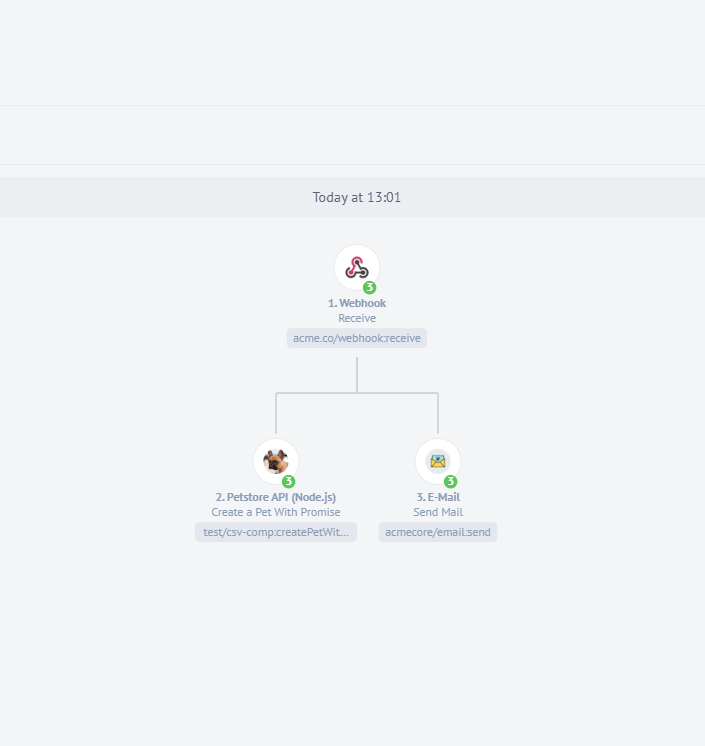 Today at 13:01
3
1. Webhook
Receive
acme.co/webhook:receive
3
2. Petstore API (Node.js)
Create a Pet With Promise
test/csv-comp:createPetWit...
3
3. E-Mail
Send Mail
acmecore/email:send